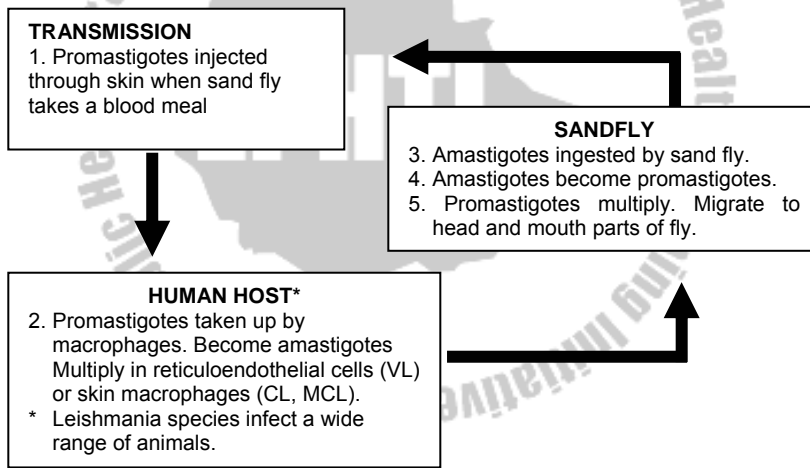 TRANSMISSION
1. Promastigotes injected
through skin when sand fly
takes a blood meal
SANDFLY
3. Amastigotes ingested by sand fly.
4. Amastigotes become promastigotes.
5. Promastigotes multiply. Migrate to
head and mouth parts of fly.
HUMAN HOST*
2. Promastigotes taken up by
macrophages. Become amastigotes
Multiply in reticuloendothelial cells (VL)
or skin macrophages (CL, MCL).
* Leishmania species infect a wide
range of animals.
Initiative